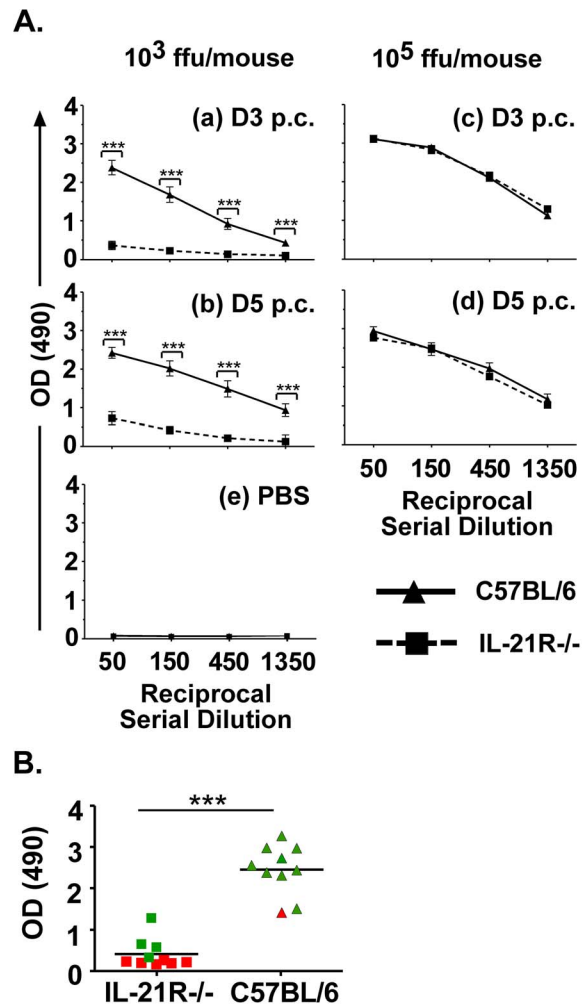 A.
10³ ffu/mouse
10⁵ ffu/mouse
OD (490)
4
3
2
1
0
(a) D3 p.c.
***
***
***
***
(c) D3 p.c.
4
3
2
1
0
(b) D5 p.c.
***
***
***
***
(d) D5 p.c.
50 150 450 1350
Reciprocal
Serial Dilution
4
3
2
1
0
(e) PBS
50 150 450 1350
Reciprocal
Serial Dilution
C57BL/6
IL-21R-/-
B.
OD (490)
4
3
2
1
0
***
IL-21R-/- C57BL/6